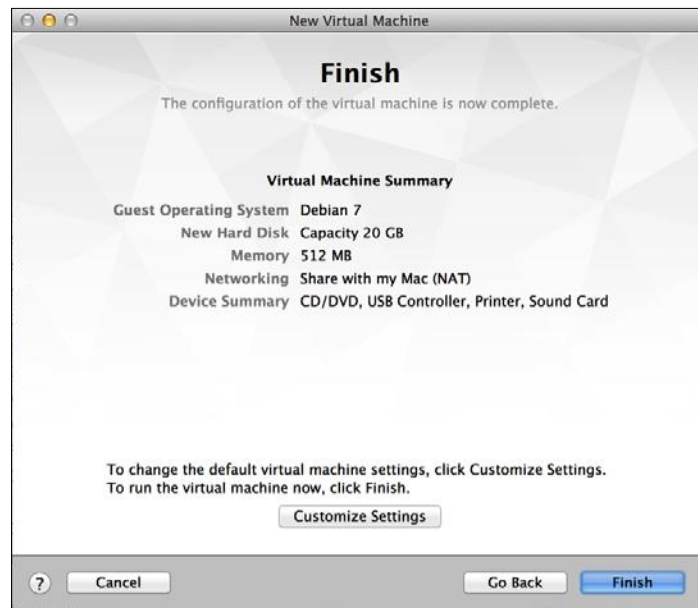 New Virtual Machine
Finish
The configuration of the virtual machine is now complete.
Virtual Machine Summary
Guest Operating System Debian 7
New Hard Disk Capacity 20 GB
Memory 512 MB
Networking Share with my Mac (NAT)
Device Summary CD/DVD, USB Controller, Printer, Sound Card
To change the default virtual machine settings, click Customize Settings.
To run the virtual machine now, click Finish.
Customize Settings
? Cancel Go Back Finish